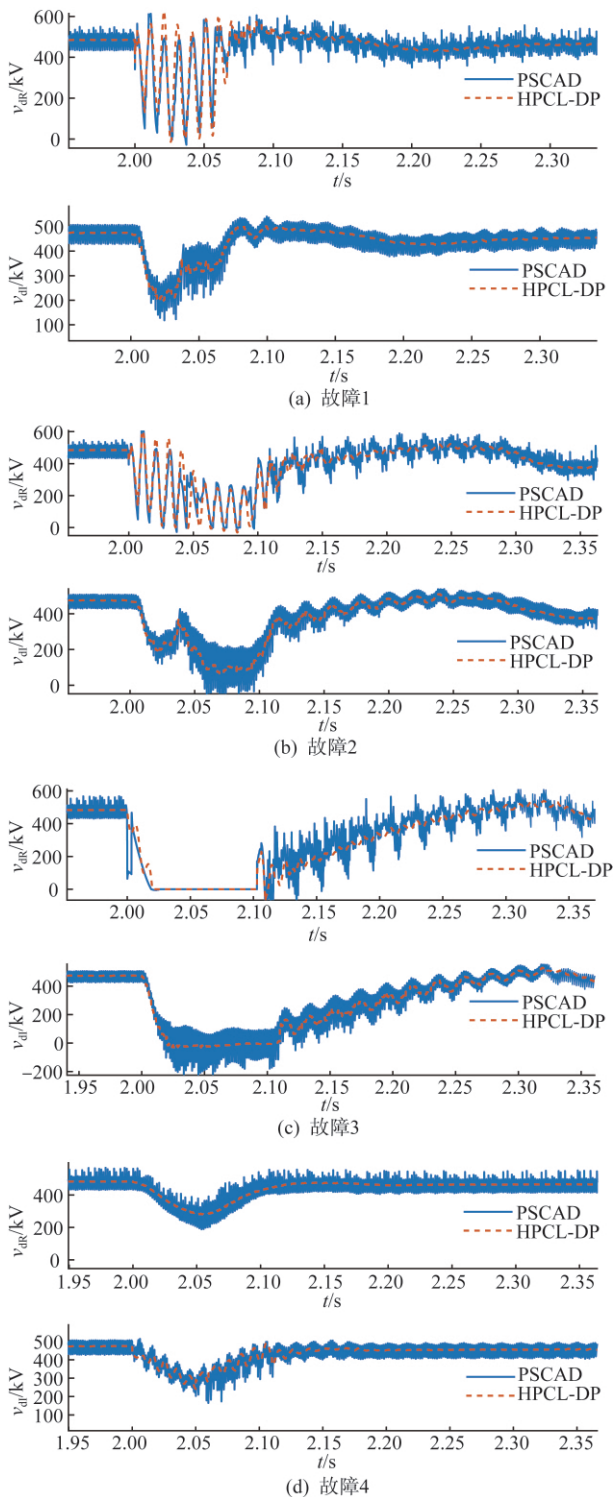 600
400
200
0
v_dR/kV
PSCAD
HPCL-DP
2.00 2.05 2.10 2.15 2.20 2.25 2.30
t/s
500
400
300
200
100
v_dI/kV
PSCAD
HPCL-DP
2.00 2.05 2.10 2.15 2.20 2.25 2.30
t/s
(a) 故障1
600
400
200
0
v_dR/kV
PSCAD
HPCL-DP
2.00 2.05 2.10 2.15 2.20 2.25 2.30 2.35
t/s
400
200
0
v_dI/kV
PSCAD
HPCL-DP
2.00 2.05 2.10 2.15 2.20 2.25 2.30 2.35
t/s
(b) 故障2
600
400
200
0
v_dR/kV
PSCAD
HPCL-DP
2.00 2.05 2.10 2.15 2.20 2.25 2.30 2.35
t/s
400
200
0
−200
v_dI/kV
PSCAD
HPCL-DP
1.95 2.00 2.05 2.10 2.15 2.20 2.25 2.30 2.35
t/s
(c) 故障3
400
200
0
v_dR/kV
PSCAD
HPCL-DP
1.95 2.00 2.05 2.10 2.15 2.20 2.25 2.30 2.35
t/s
500
400
300
200
100
v_dI/kV
PSCAD
HPCL-DP
1.95 2.00 2.05 2.10 2.15 2.20 2.25 2.30 2.35
t/s
(d) 故障4